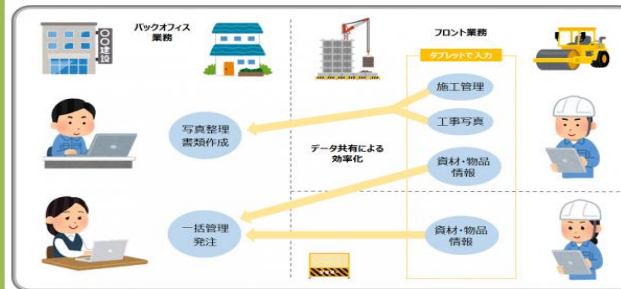 バックオフィス
業務
フロント業務
〇〇建設
タブレットで入力
施工管理
写真整理
書類作成
工事写真
データ共有による
効率化
資材・物品
情報
一括管理
発注
資材・物品
情報